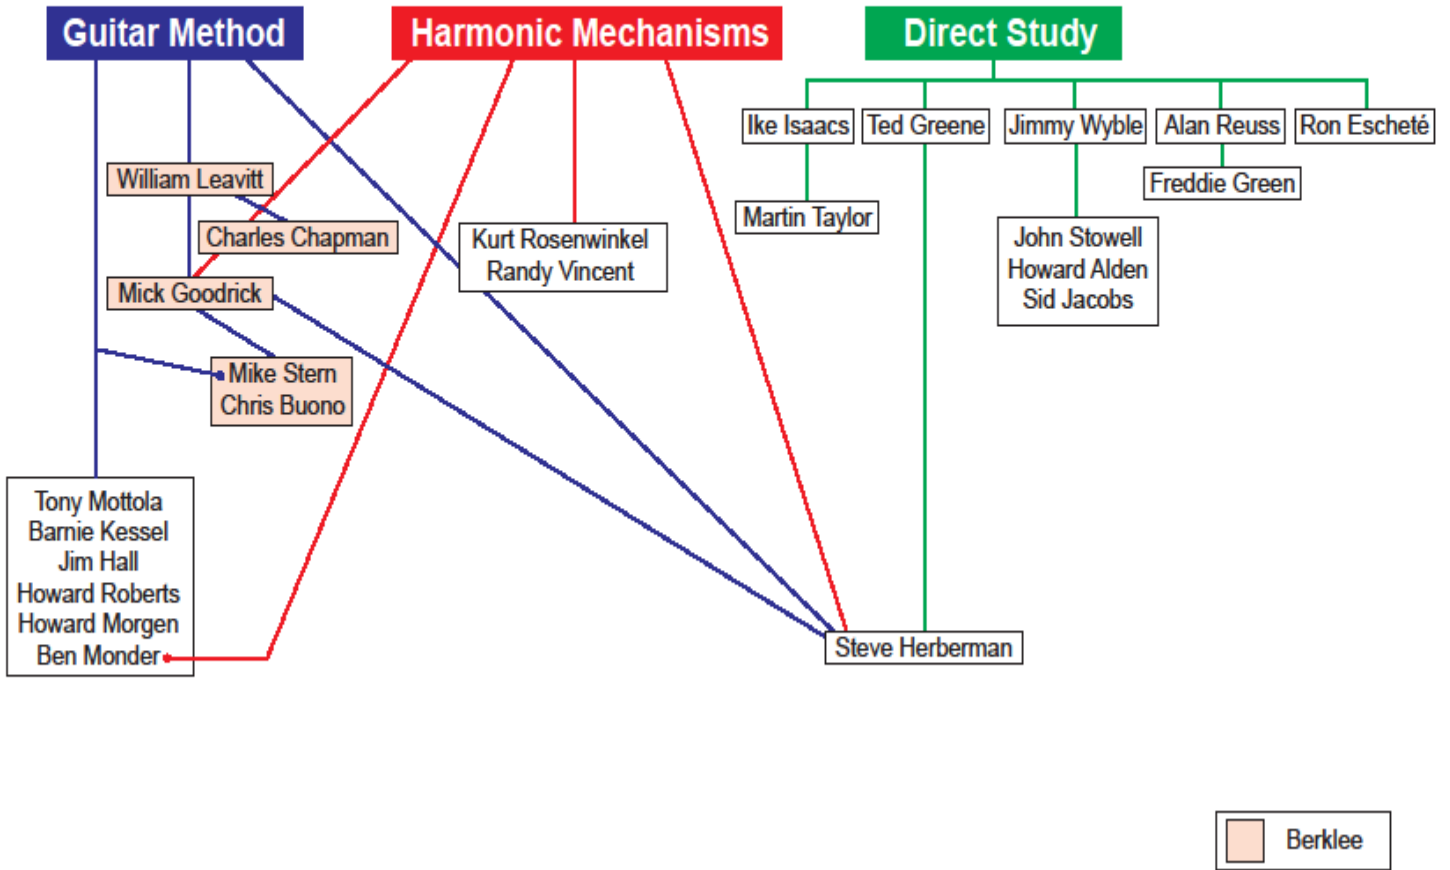 Guitar Method
Harmonic Mechanisms
Direct Study
Ike Isaacs
Ted Greene
Jimmy Wyble
Alan Reuss
Ron Escheté
William Leavitt
Freddie Green
Martin Taylor
Charles Chapman
Kurt Rosenwinkel
Randy Vincent
John Stowell
Howard Alden
Sid Jacobs
Mick Goodrick
Mike Stern
Chris Buono
Tony Mottola
Barnie Kessel
Jim Hall
Howard Roberts
Howard Morgen
Ben Monder
Steve Herberman
Berklee